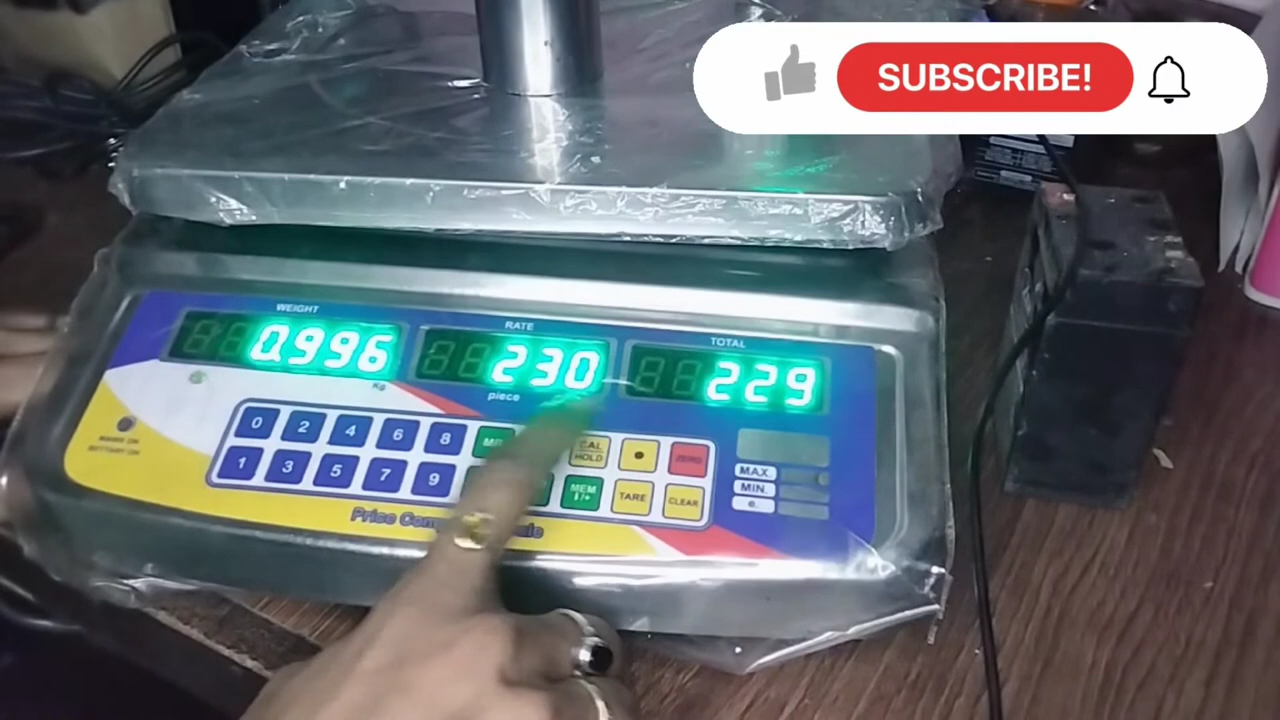 SUBSCRIBE!
WEIGHT
RATE
TOTAL
0.996
230
229
Kg
piece
0 2 4 6 8
CAL
HOLD
ZERO
1 3 5 7 9
MEM
TARE
CLEAR
MAX.
MIN.
e.